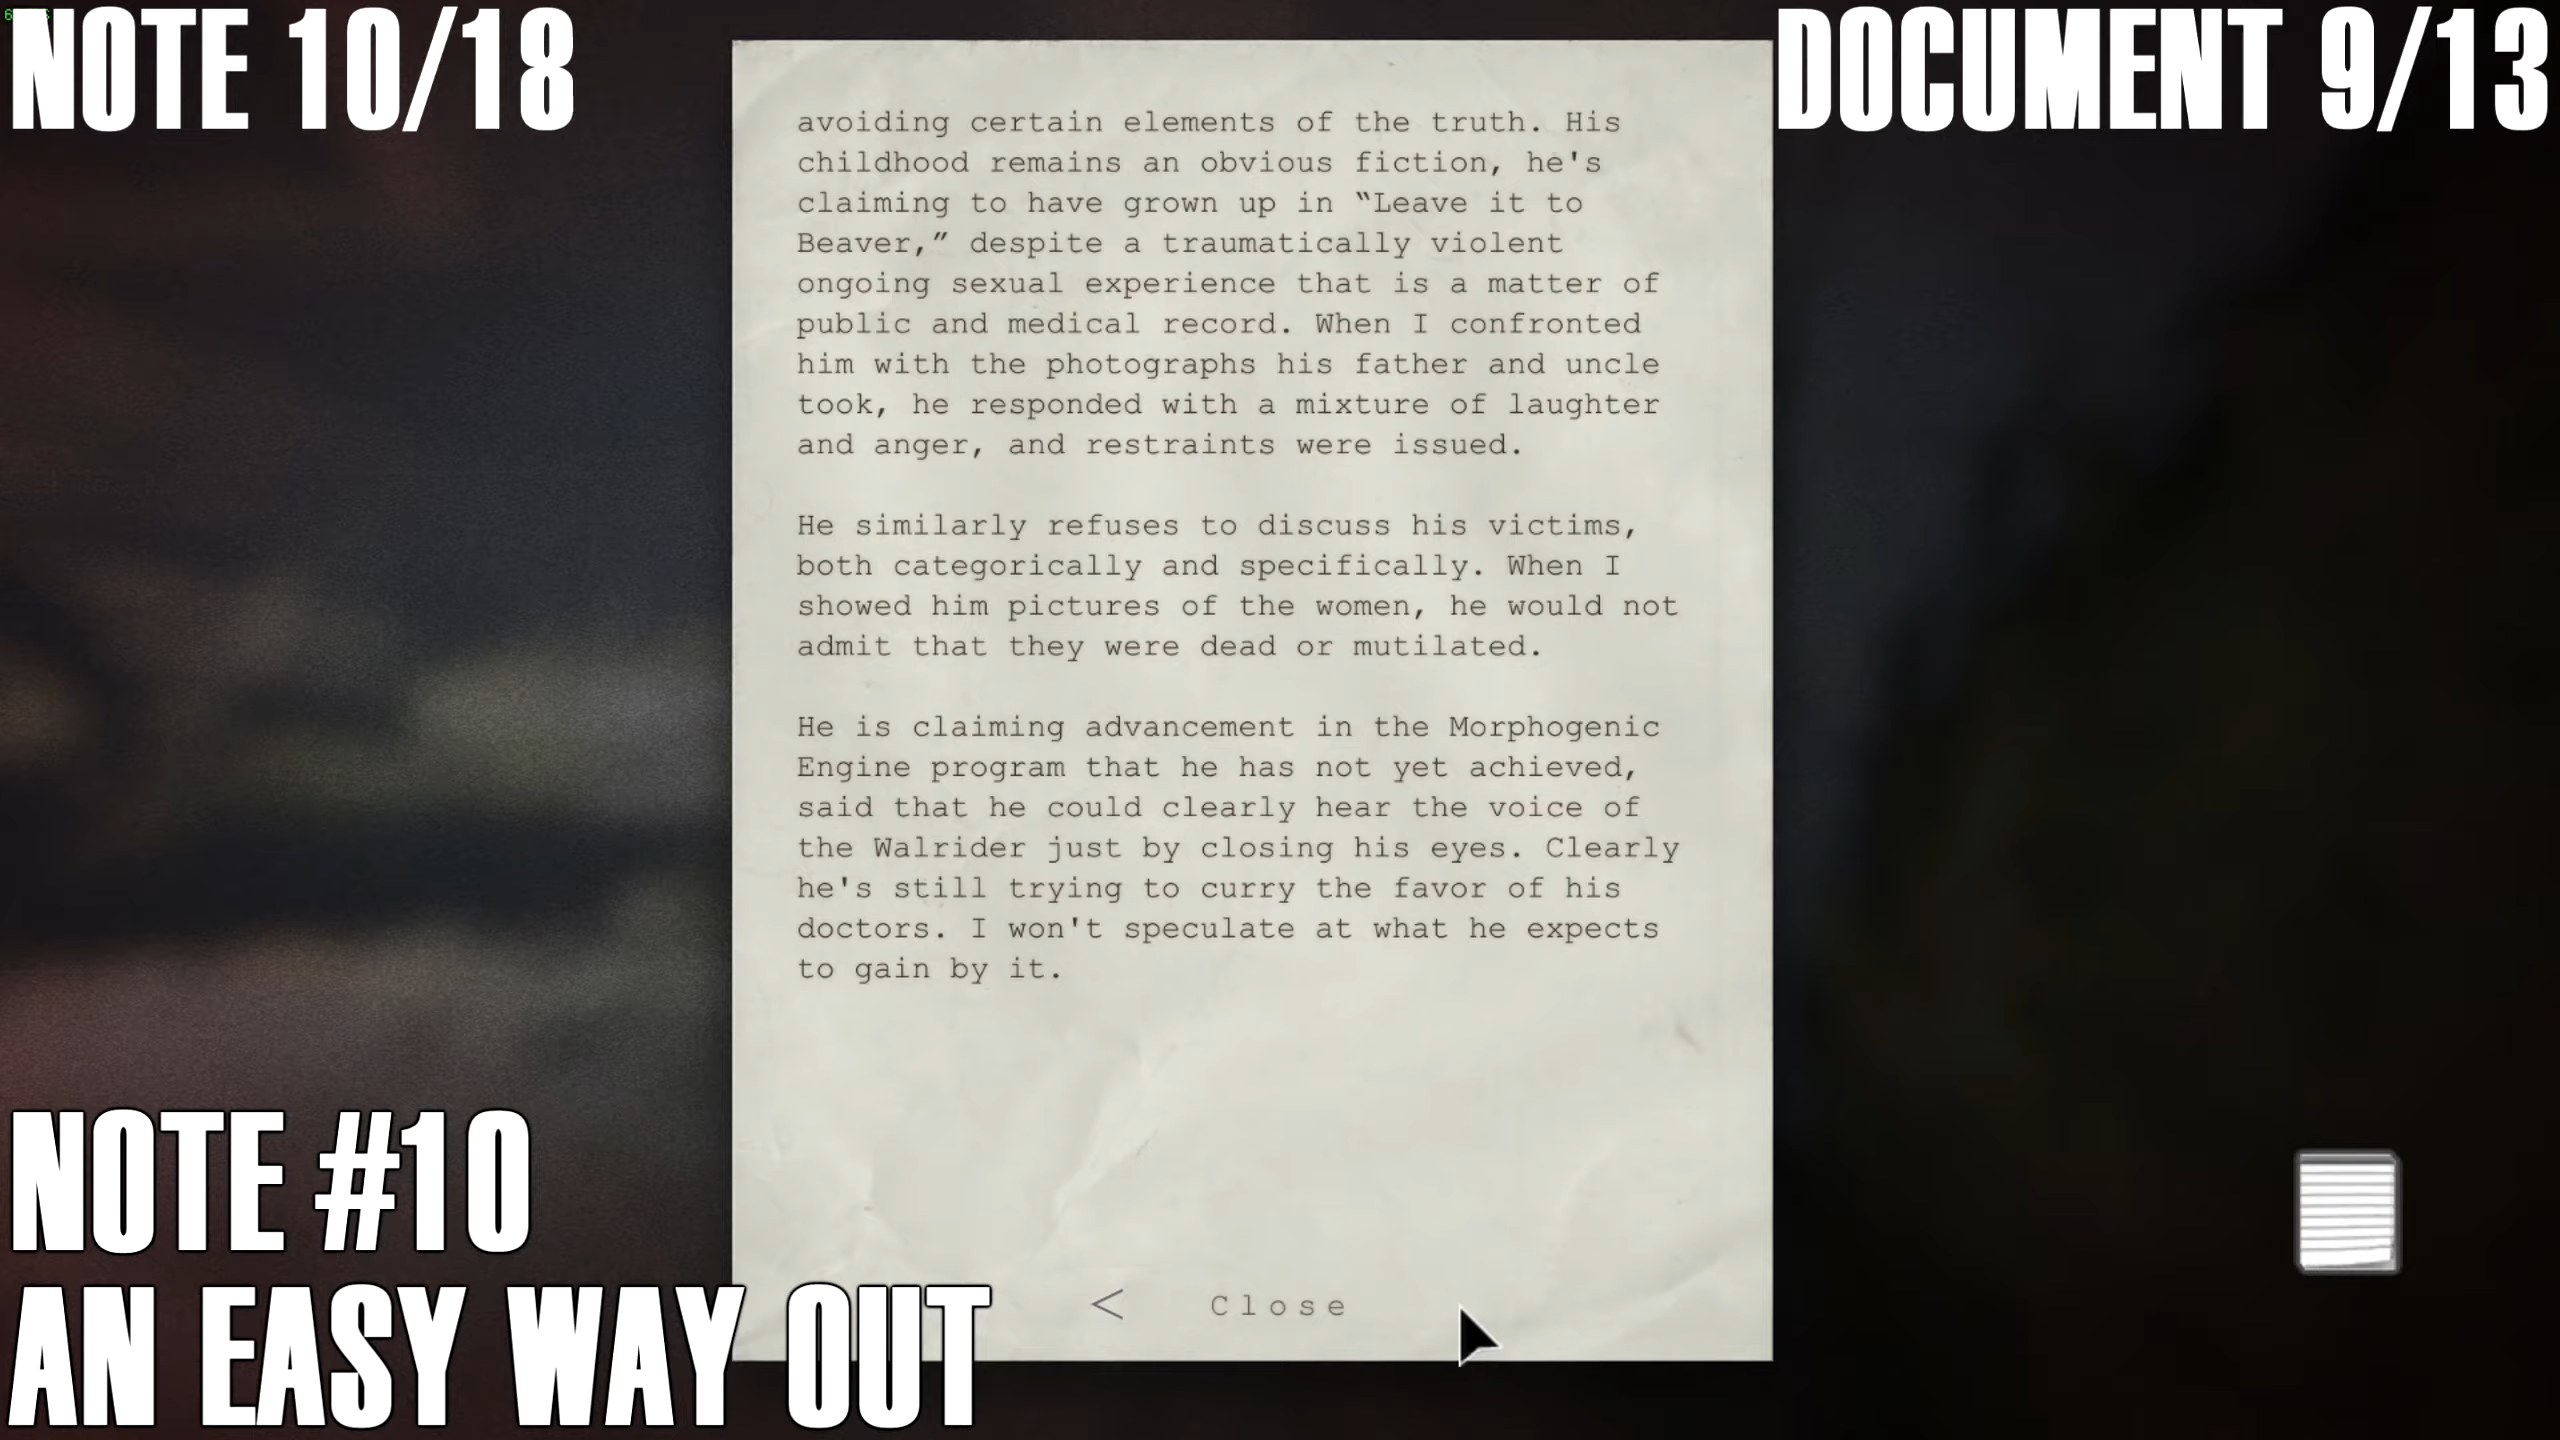 NOTE 10/18
DOCUMENT 9/13
avoiding certain elements of the truth. His
childhood remains an obvious fiction, he's
claiming to have grown up in “Leave it to
Beaver,” despite a traumatically violent
ongoing sexual experience that is a matter of
public and medical record. When I confronted
him with the photographs his father and uncle
took, he responded with a mixture of laughter
and anger, and restraints were issued.
He similarly refuses to discuss his victims,
both categorically and specifically. When I
showed him pictures of the women, he would not
admit that they were dead or mutilated.
He is claiming advancement in the Morphogenic
Engine program that he has not yet achieved,
said that he could clearly hear the voice of
the Walrider just by closing his eyes. Clearly
he's still trying to curry the favor of his
doctors. I won't speculate at what he expects
to gain by it.
< Close
NOTE #10
AN EASY WAY OUT